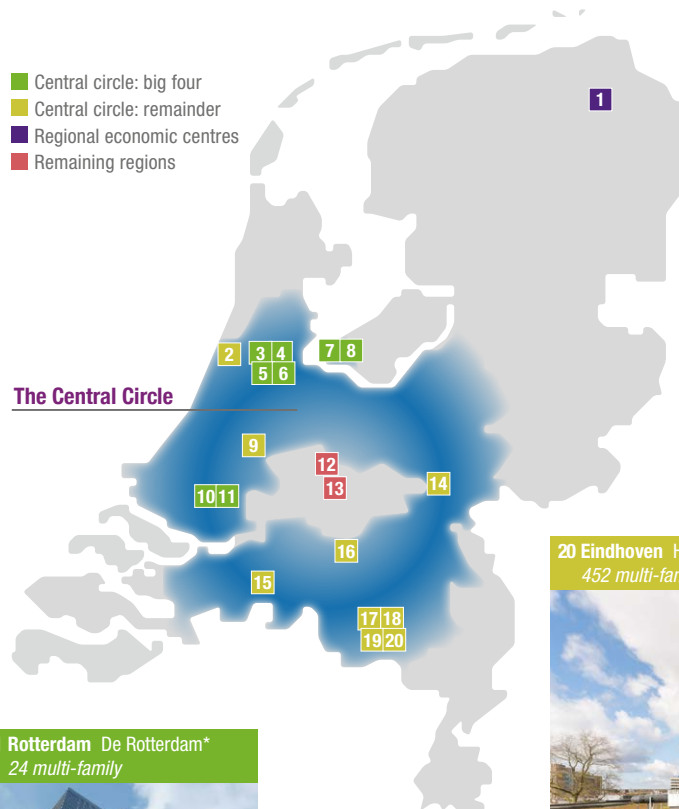 Central circle: big four
Central circle: remainder
Regional economic centres
Remaining regions
1
2
3 4
5 6
7 8
The Central Circle
9
10 11
12
13
14
15
16
17 18
19 20
20 Eindhoven
452
Rotterdam De Rotterdam*
24 multi-family